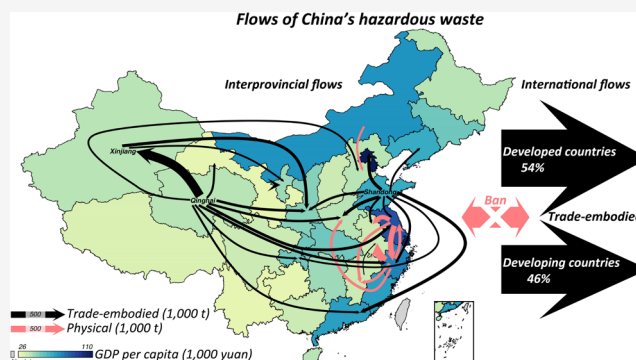 Flows of China's hazardous waste
Interprovincial flows
International flows
Xinjiang
Qinghai
Shandong
Developed countries
54%
Ban
Trade-embodied
Developing countries
46%
500 Trade-embodied (1,000 t)
500 Physical (1,000 t)
26 110 GDP per capita (1,000 yuan)